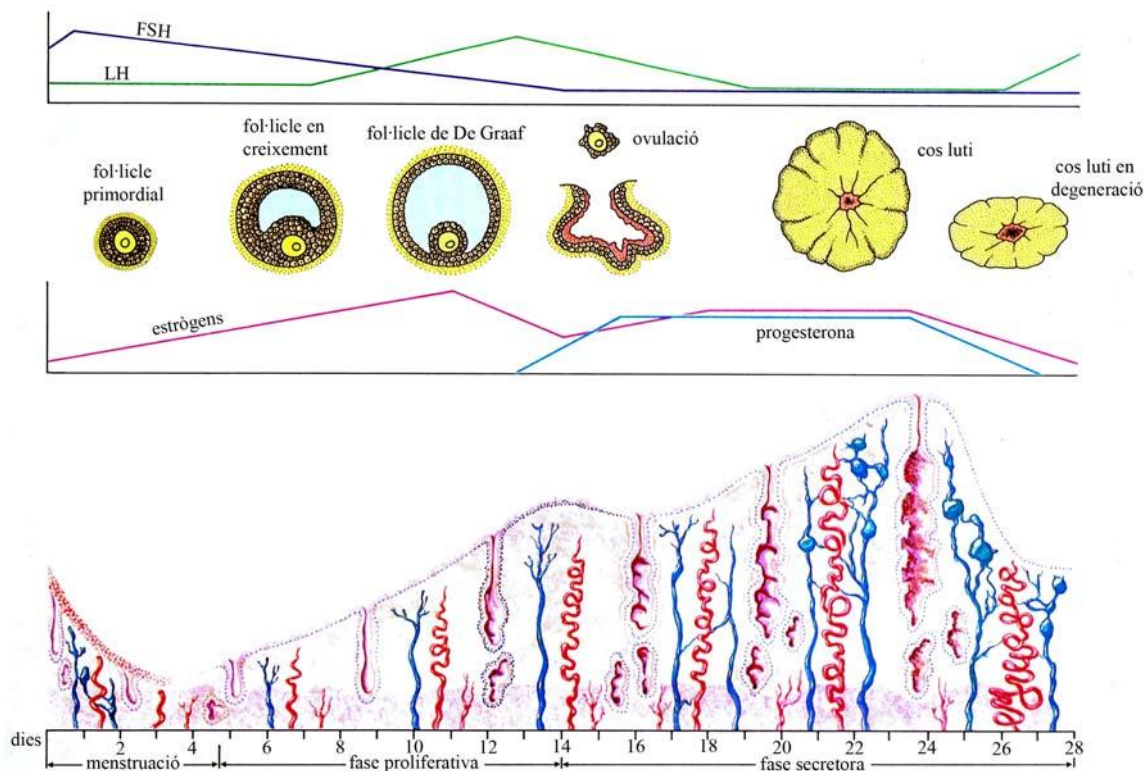 FSH
LH
fol·licle
primordial
fol·licle en
creixement
fol·licle de De Graaf
ovulació
cos luti
cos luti en
degeneració
estrògens
progesterona
dies
2 4 6 8 10 12 14 16 18 20 22 24 26 28
menstruació fase proliferativa fase secretora